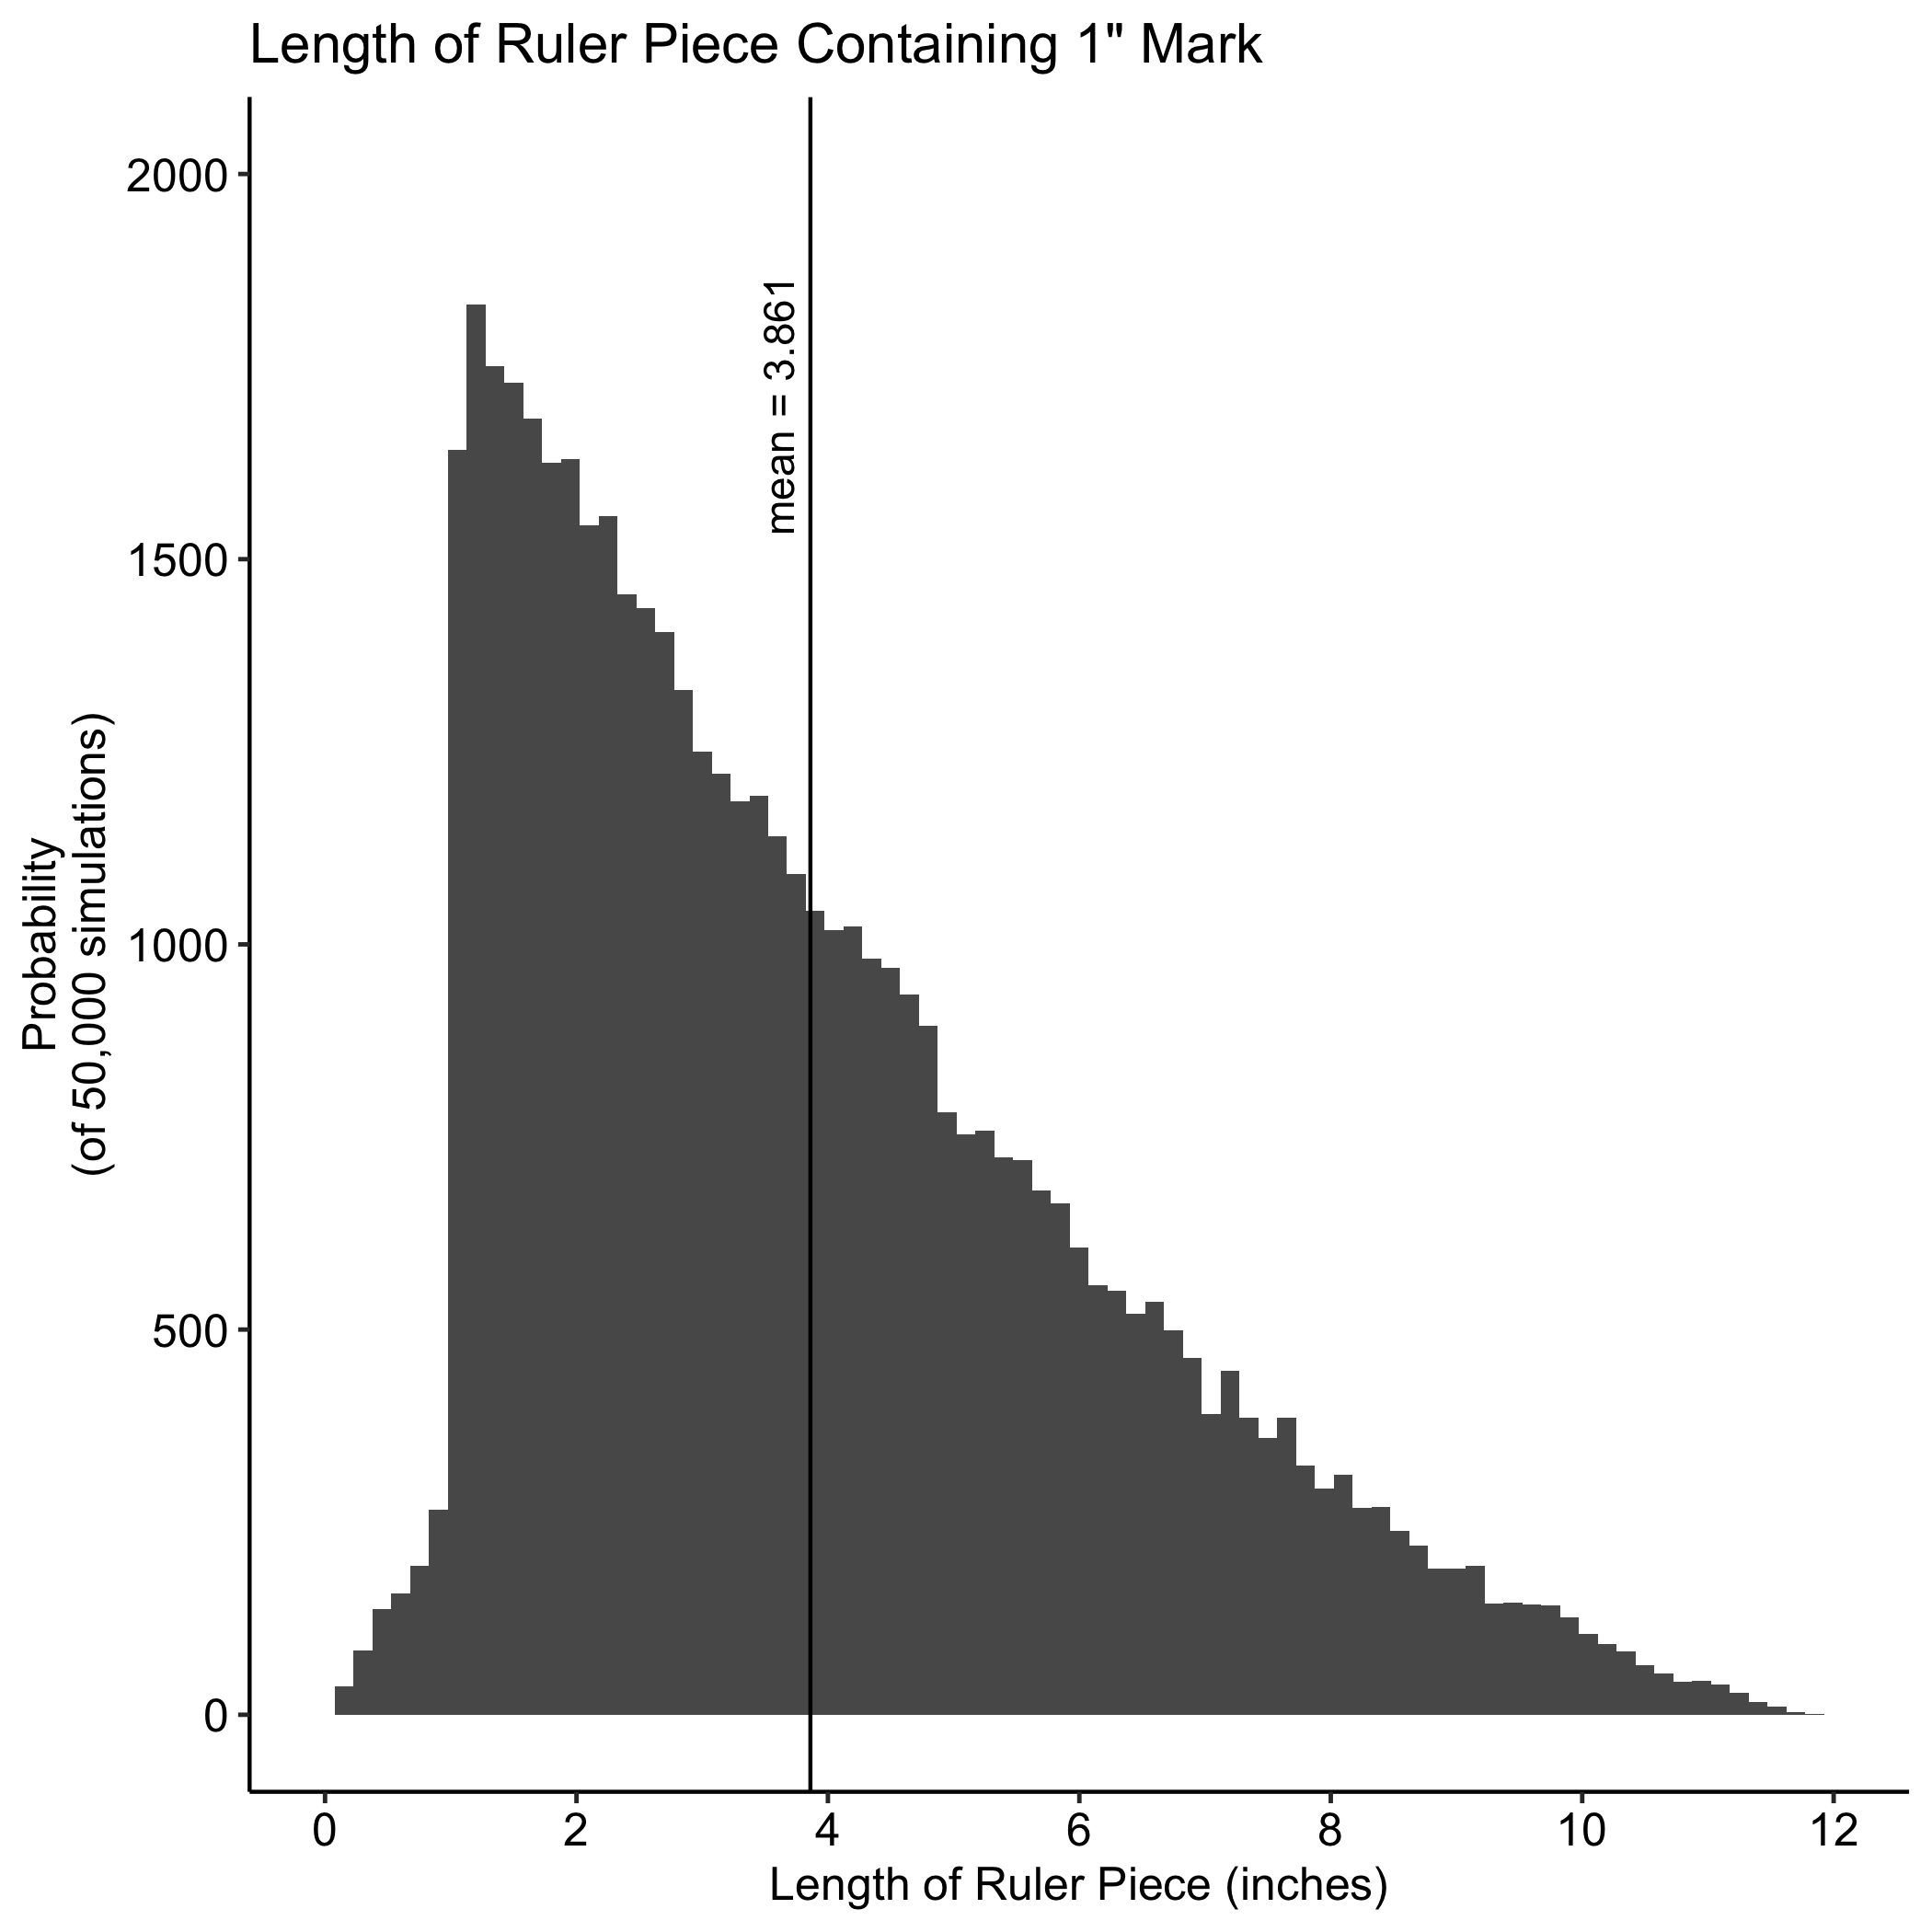 Length of Ruler Piece Containing 1" Mark
2000
1500
1000
500
0
Probability
(of 50,000 simulations)
mean = 3.861
0 2 4 6 8 10 12
Length of Ruler Piece (inches)